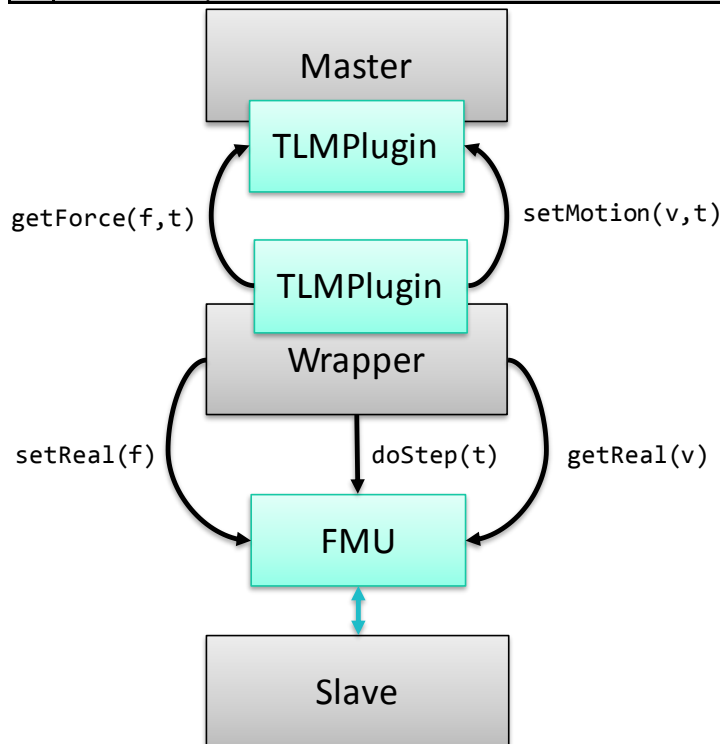 Master
TLMPlugin
getForce(f,t)
setMotion(v,t)
TLMPlugin
Wrapper
setReal(f)
doStep(t)
getReal(v)
FMU
Slave